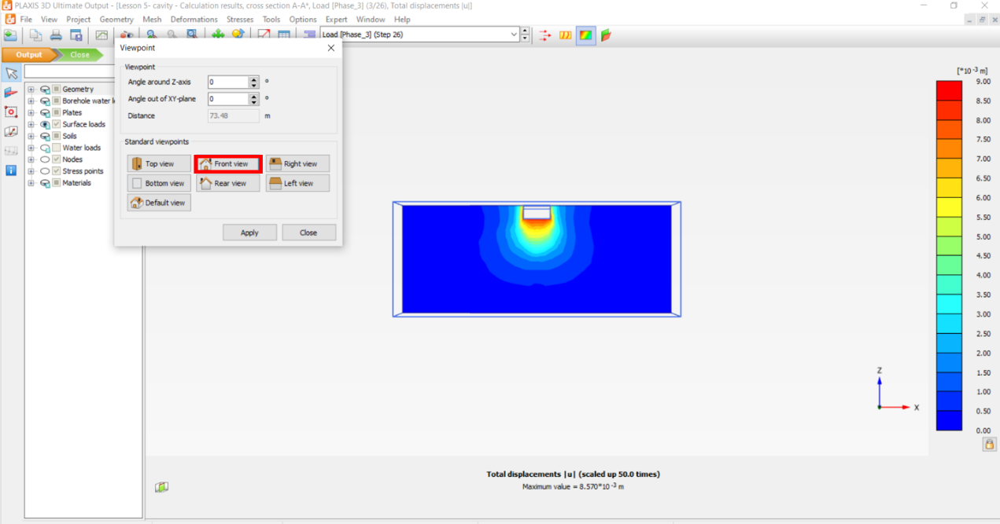 PLAXIS 3D Ultimate Output - [Lesson 5- cavity - Calculation results, cross section A-A*, Load [Phase_3] (3/26), Total displacements |u|]
File View Project Geometry Mesh Deformations Stresses Tools Options Expert Window Help
Load [Phase_3] (Step 26)
Output Close
Viewpoint
Viewpoint
Angle around Z-axis 0 °
Angle out of XY-plane 0 °
Distance 73.48 m
Standard viewpoints
Top view Front view Right view
Bottom view Rear view Left view
Default view
Apply Close
Geometry
Borehole water l
Plates
Surface loads
Soils
Water loads
Nodes
Stress points
Materials
[*10 -3 m]
9.00
8.50
8.00
7.50
7.00
6.50
6.00
5.50
5.00
4.50
4.00
3.50
3.00
2.50
2.00
1.50
1.00
0.50
0.00
Z
X
Total displacements |u| (scaled up 50.0 times)
Maximum value = 8.570*10 -3 m